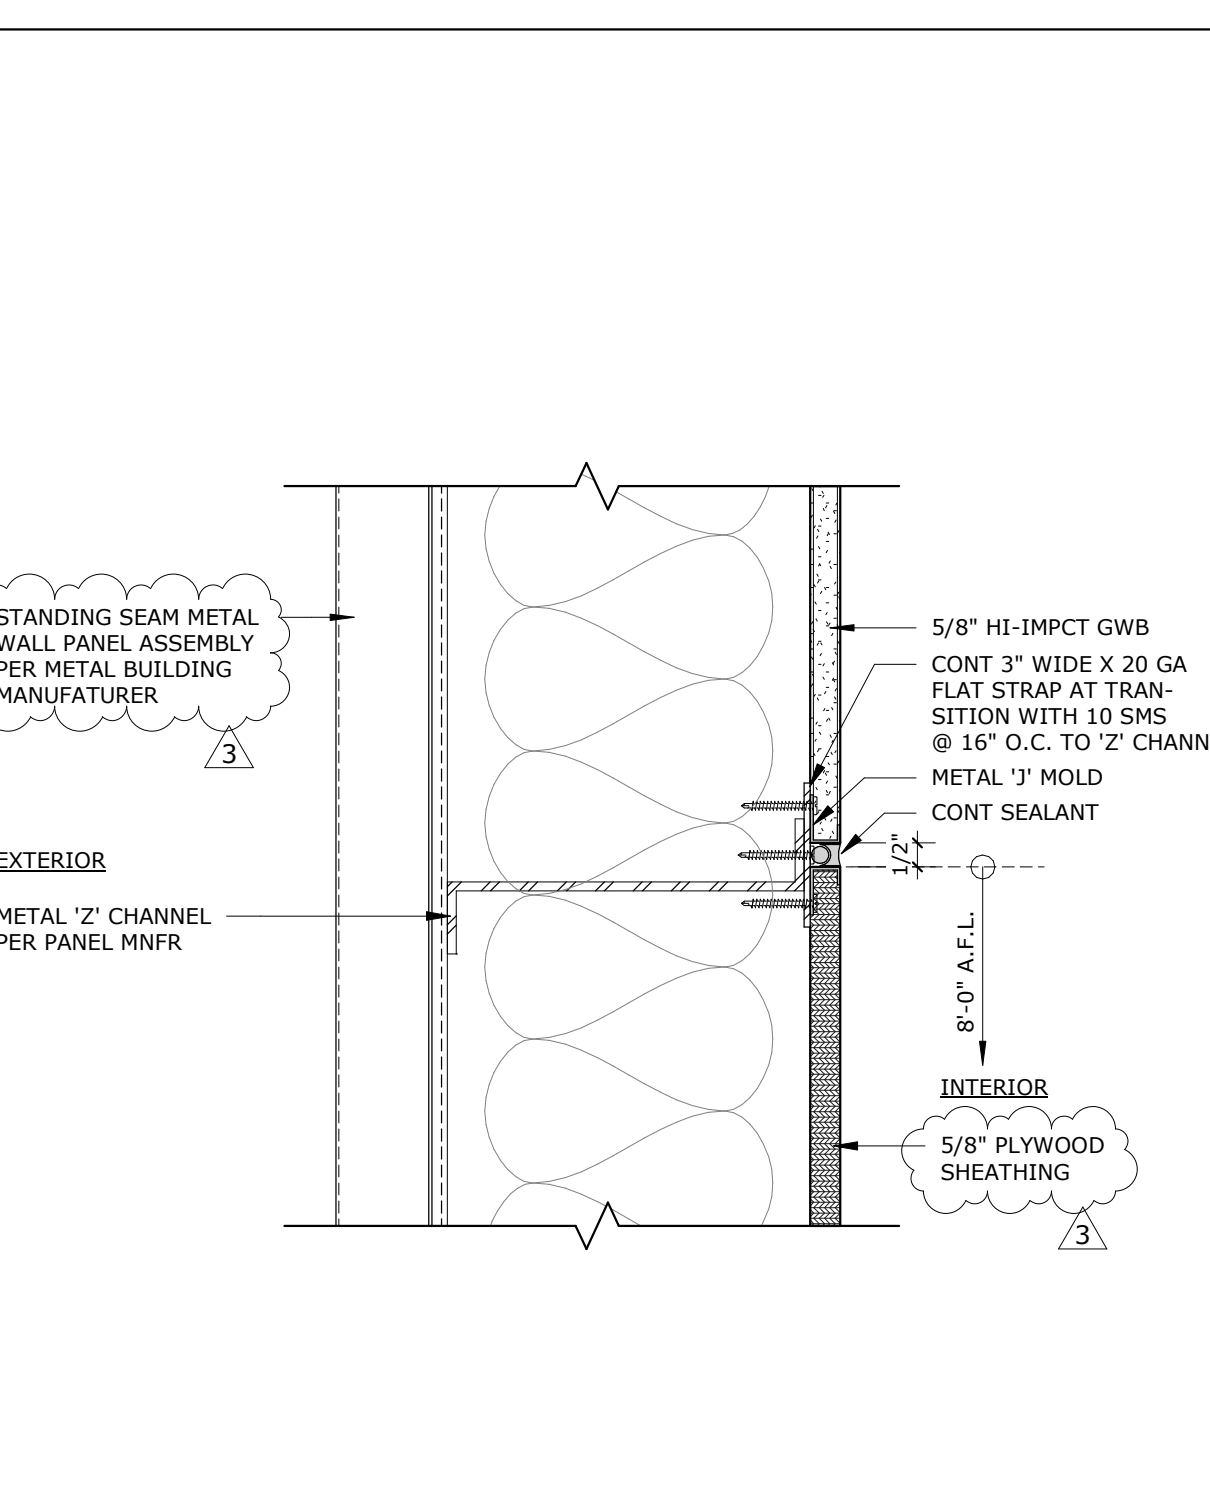 STANDING SEAM METAL
WALL PANEL ASSEMBLY
PER METAL BUILDING
MANUFATURER
3
EXTERIOR
METAL 'Z' CHANNEL
PER PANEL MNFR
5/8" HI-IMPCT GWB
CONT 3" WIDE X 20 GA
FLAT STRAP AT TRAN-
SITION WITH 10 SMS
@ 16" O.C. TO 'Z' CHANN
METAL 'J' MOLD
CONT SEALANT
1/2"
8'-0" A.F.L.
INTERIOR
5/8" PLYWOOD
SHEATHING
3